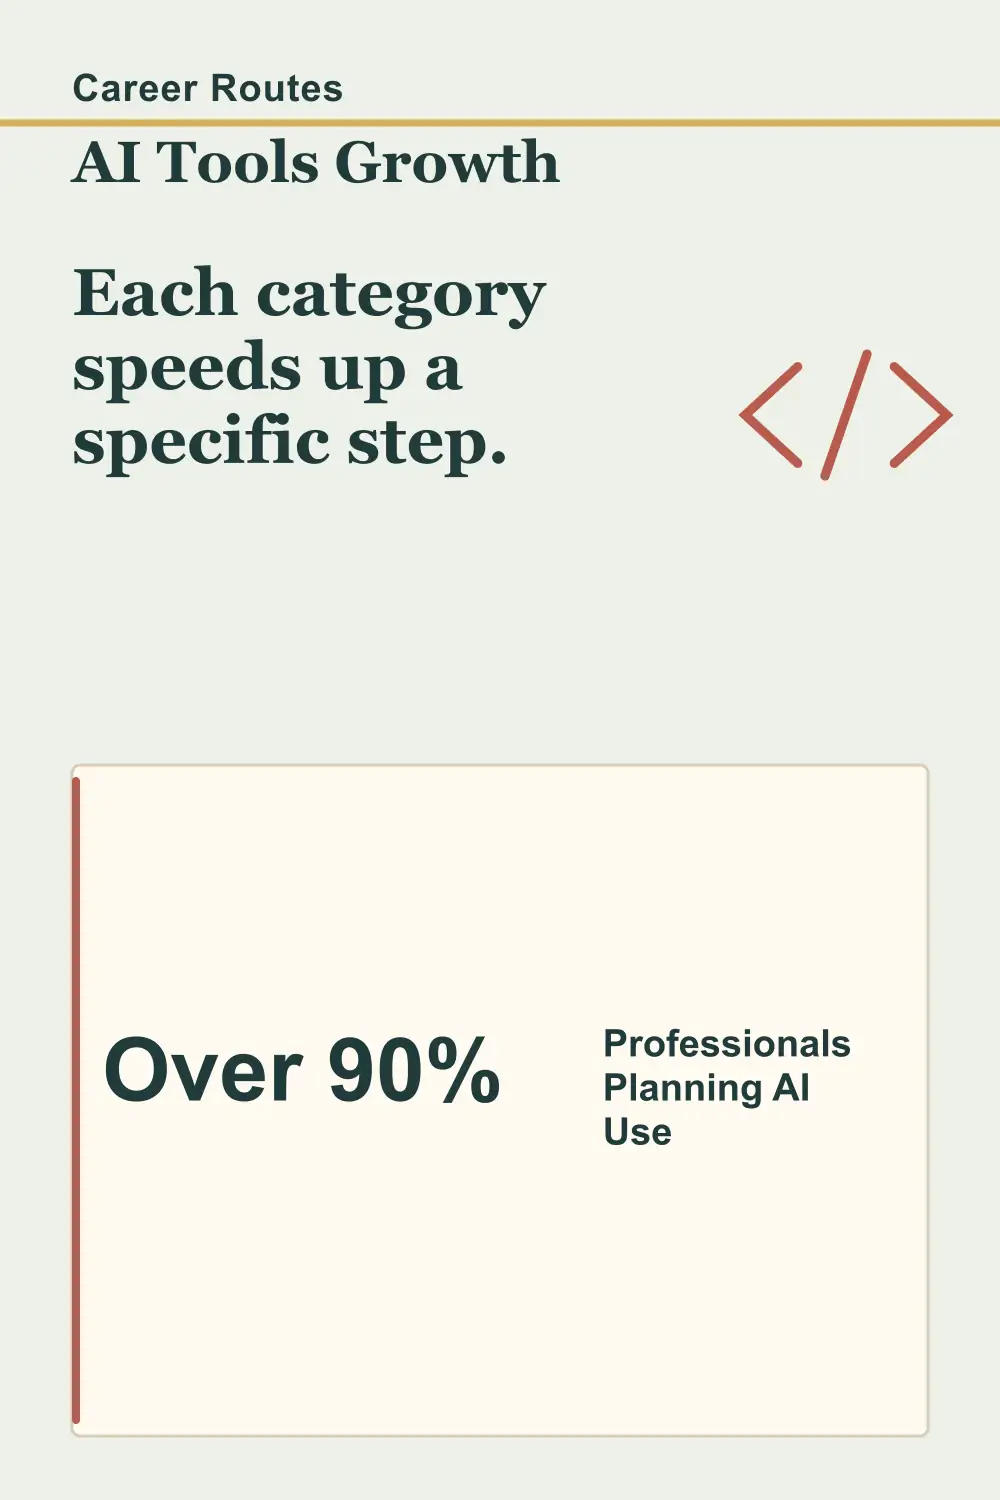 Career Routes
AI Tools Growth
Each category
speeds up a
specific step.
Over 90%
Professionals
Planning AI
Use